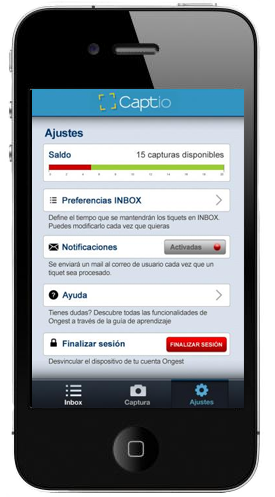 Captio
Ajustes
Saldo 15 capturas disponibles
Preferencias INBOX
Define el tiempo que se mantendrán los tiquets en INBOX.
Puedes modificarlo cada vez que quieras
Notificaciones Activadas
Se enviará un mail al correo de usuario cada vez que un
tiquet sea procesado.
Ayuda
Tienes dudas? Descubre todas las funcionalidades de
Ongest a través de la guía de aprendizaje
Finalizar sesión FINALIZAR SESIÓN
Desvincular el dispositivo de tu cuenta Ongest
Inbox Captura Ajustes